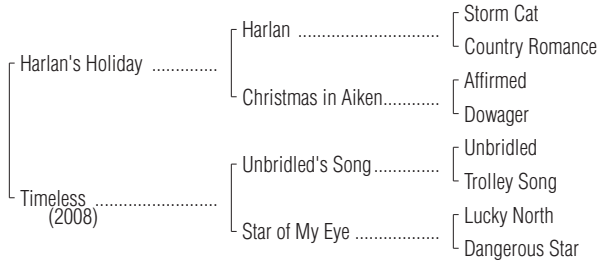 Storm Cat
Harlan ..............................
Country Romance
Harlan's Holiday .............
Affirmed
Christmas in Aiken............
Dowager
Unbridled
Unbridled's Song..............
Trolley Song
Timeless ........................
(2008)
Lucky North
Star of My Eye ..................
Dangerous Star